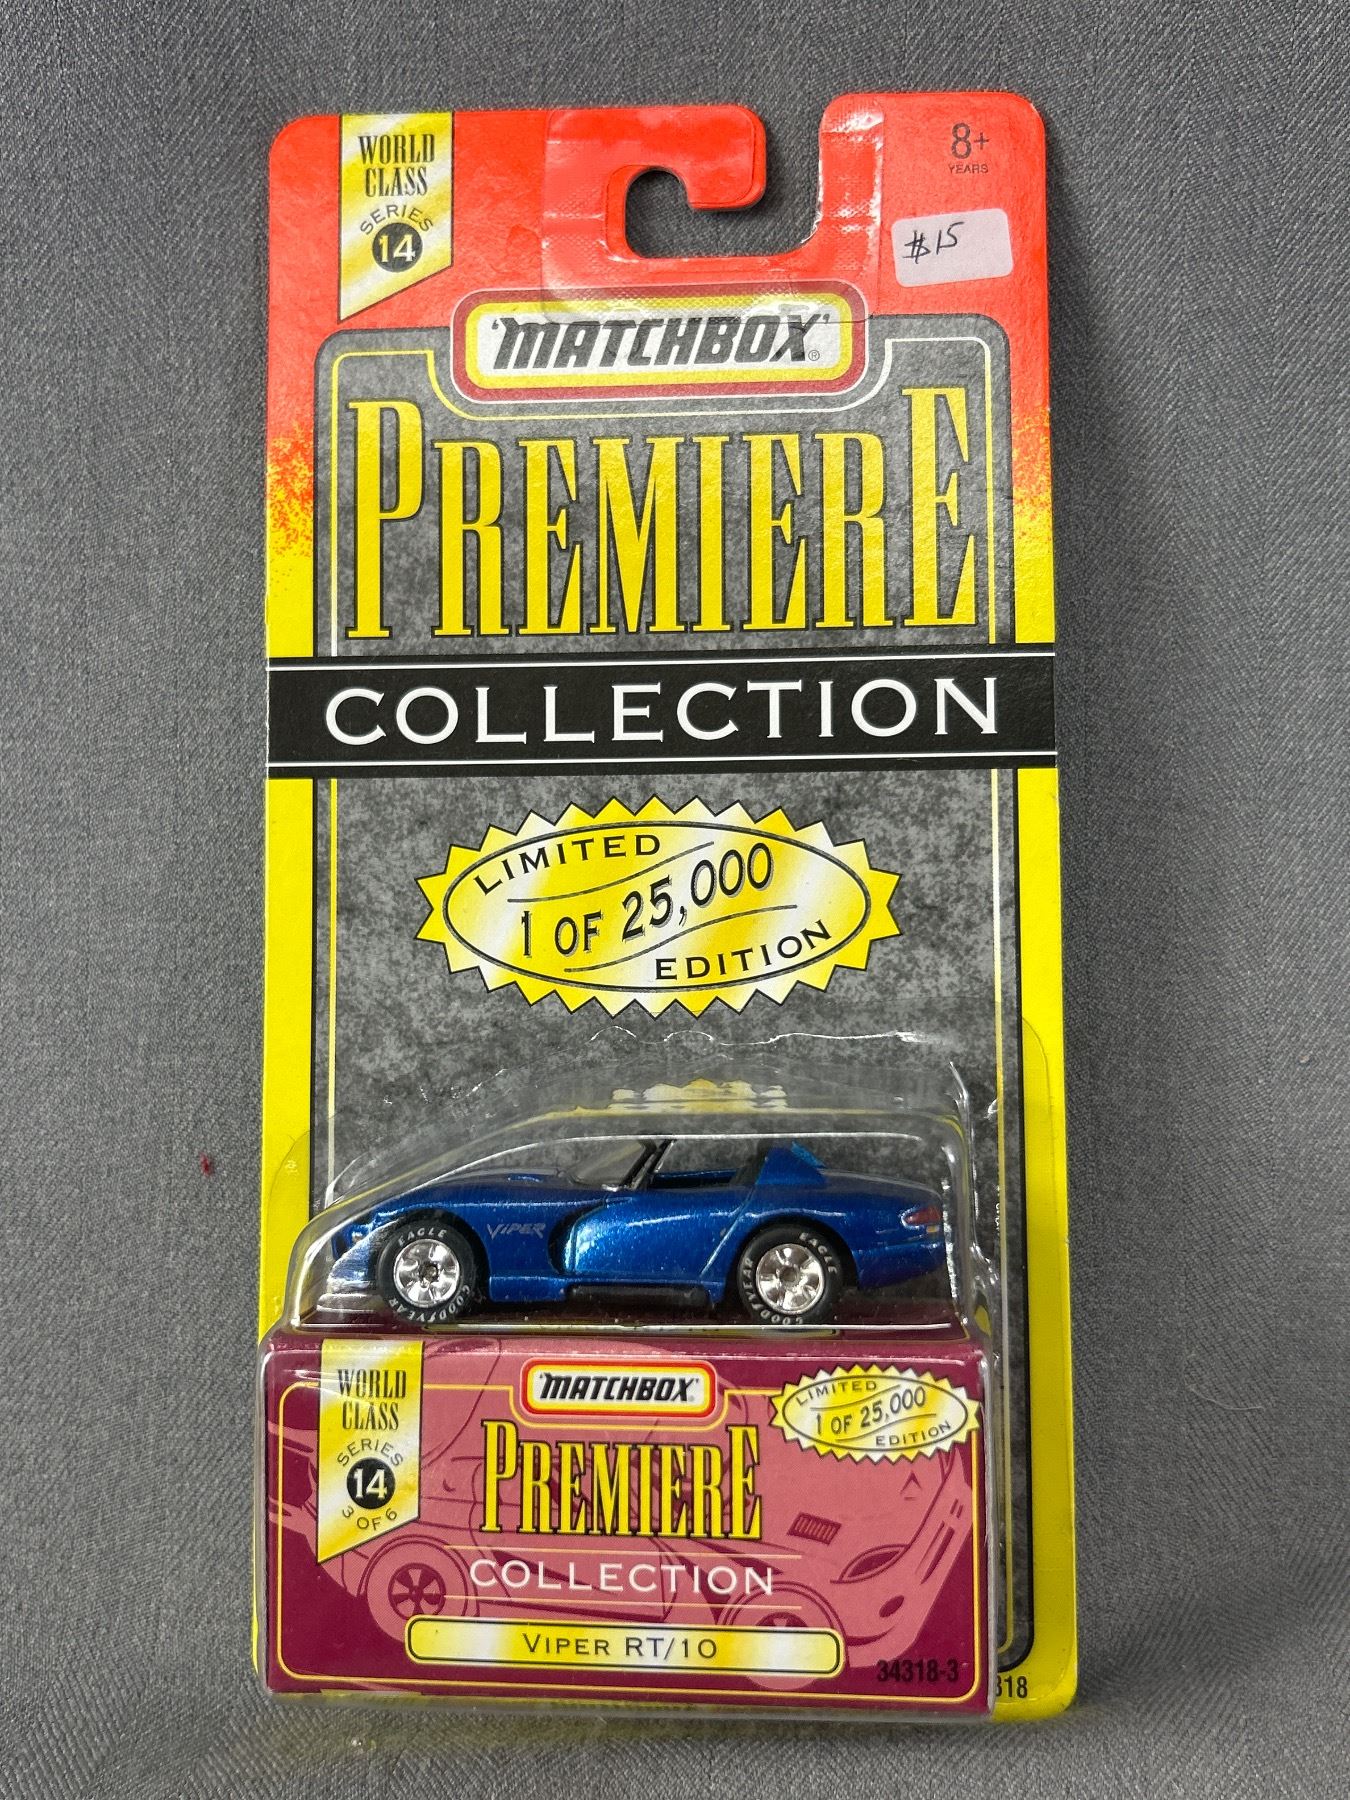 WORLD
CLASS
SERIES
14
8+
YEARS
$15
'MATCHBOX'®
PREMIERE
COLLECTION
LIMITED
1 OF 25,000
EDITION
VIPER
EAGLE
GOODYEAR
EAGLE
GOODYEAR
WORLD
CLASS
SERIES
14
3 OF 6
'MATCHBOX'
PREMIERE
COLLECTION
LIMITED
1 OF 25,000
EDITION
VIPER RT/10
34318-3
318